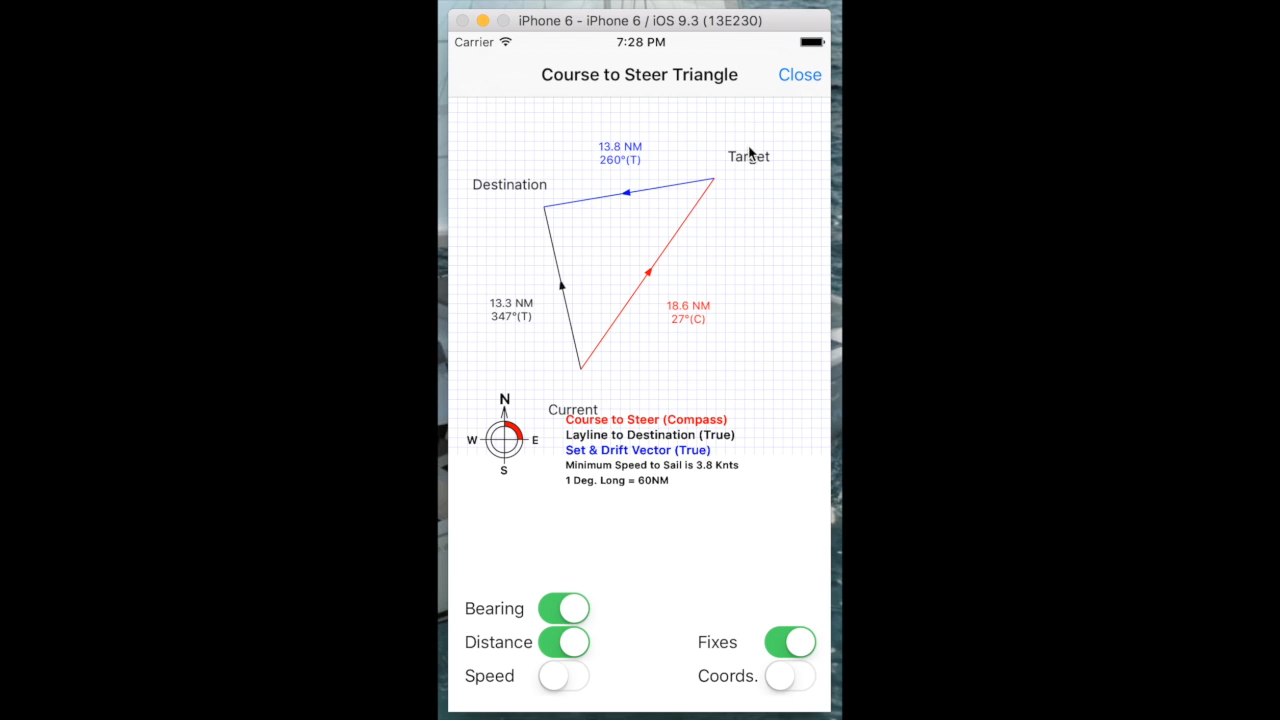 iPhone 6 - iPhone 6 / iOS 9.3 (13E230)
Carrier 7:28 PM
Course to Steer Triangle Close
13.8 NM
260°(T)
Target
Destination
13.3 NM
347°(T)
18.6 NM
27°(C)
N
W E
S
Current
Course to Steer (Compass)
Layline to Destination (True)
Set & Drift Vector (True)
Minimum Speed to Sail is 3.8 Knts
1 Deg. Long = 60NM
Bearing
Distance Fixes
Speed Coords.